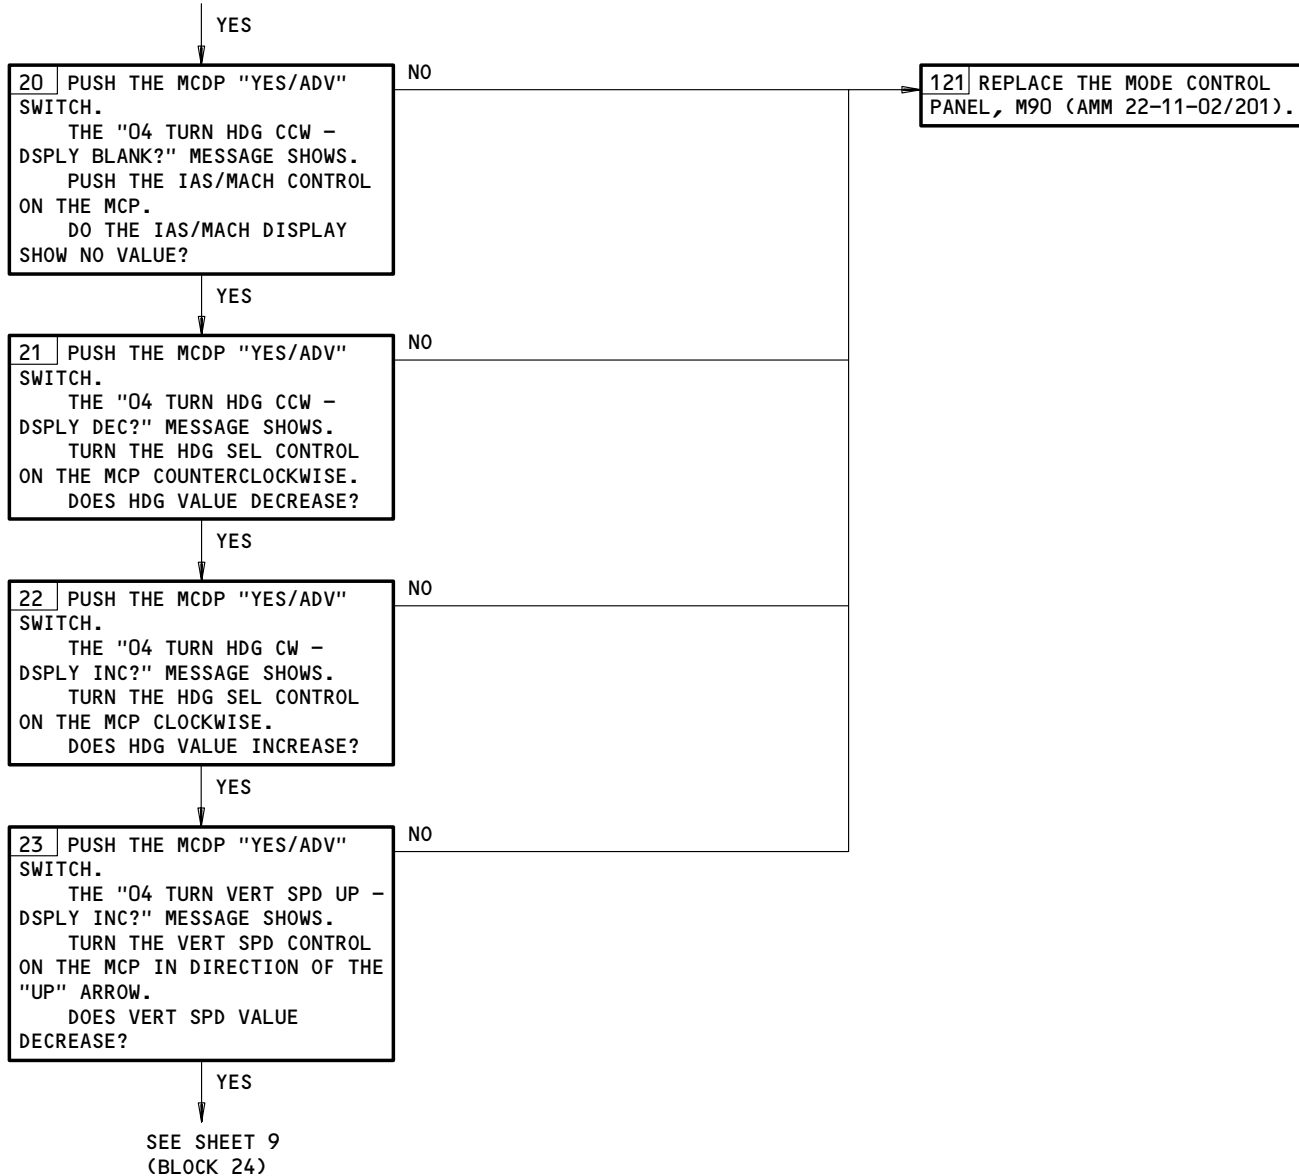 YES
20 PUSH THE MCDP "YES/ADV"
SWITCH.
THE "04 TURN HDG CCW -
DSPLY BLANK?" MESSAGE SHOWS.
PUSH THE IAS/MACH CONTROL
ON THE MCP.
DO THE IAS/MACH DISPLAY
SHOW NO VALUE?
NO
121 REPLACE THE MODE CONTROL
PANEL, M90 (AMM 22-11-02/201).
YES
21 PUSH THE MCDP "YES/ADV"
SWITCH.
THE "04 TURN HDG CCW -
DSPLY DEC?" MESSAGE SHOWS.
TURN THE HDG SEL CONTROL
ON THE MCP COUNTERCLOCKWISE.
DOES HDG VALUE DECREASE?
NO
YES
22 PUSH THE MCDP "YES/ADV"
SWITCH.
THE "04 TURN HDG CW -
DSPLY INC?" MESSAGE SHOWS.
TURN THE HDG SEL CONTROL
ON THE MCP CLOCKWISE.
DOES HDG VALUE INCREASE?
NO
YES
23 PUSH THE MCDP "YES/ADV"
SWITCH.
THE "04 TURN VERT SPD UP -
DSPLY INC?" MESSAGE SHOWS.
TURN THE VERT SPD CONTROL
ON THE MCP IN DIRECTION OF THE
"UP" ARROW.
DOES VERT SPD VALUE
DECREASE?
NO
YES
SEE SHEET 9
(BLOCK 24)